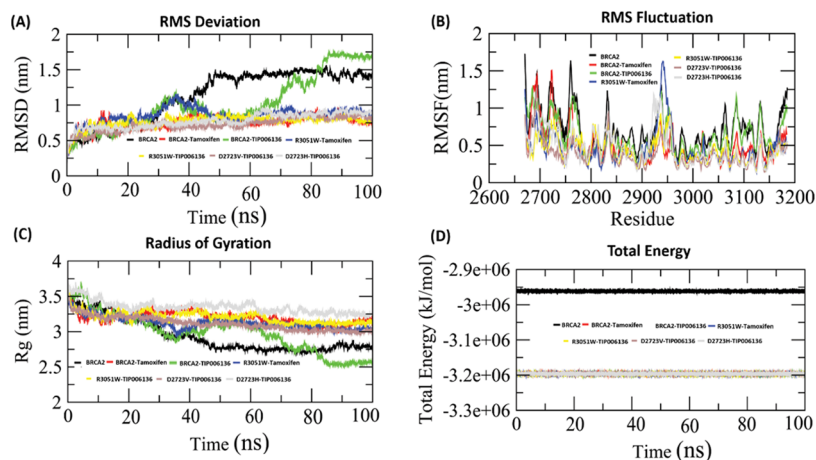 (A)
RMS Deviation
2
1.5
1
0.5
0
RMSD (nm)
BRCA2 BRCA2-Tamoxifen BRCA2-TIP006136 R3051W-Tamoxifen
R3051W-TIP006136 D2723V-TIP006136 D2723H-TIP006136
0 20 40 60 80 100
Time (ns)
(B)
RMS Fluctuation
2
1.5
1
0.5
0
RMSF(nm)
BRCA2
BRCA2-Tamoxifen
BRCA2-TIP006136
R3051W-Tamoxifen
R3051W-TIP006136
D2723V-TIP006136
D2723H-TIP006136
2600 2700 2800 2900 3000 3100 3200
Residue
(C)
Radius of Gyration
4
3.5
3
2.5
2
Rg (nm)
BRCA2 BRCA2-Tamoxifen BRCA2-TIP006136 R3051W-Tamoxifen
R3051W-TIP006136 D2723V-TIP006136 D2723H-TIP006136
0 20 40 60 80 100
Time (ns)
(D)
Total Energy
-2.9e+06
-3e+06
-3.1e+06
-3.2e+06
-3.3e+06
Total Energy (kJ/mol)
BRCA2 BRCA2-Tamoxifen BRCA2-TIP006136 R3051W-Tamoxifen
R3051W-TIP006136 D2723V-TIP006136 D2723H-TIP006136
0 20 40 60 80 100
Time (ns)